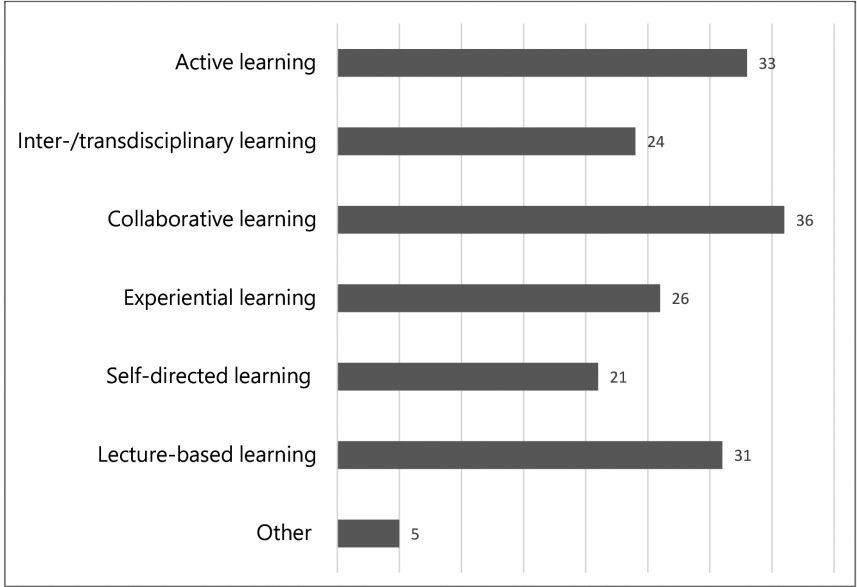 Active learning 33
Inter-/transdisciplinary learning 24
Collaborative learning 36
Experiential learning 26
Self-directed learning 21
Lecture-based learning 31
Other 5